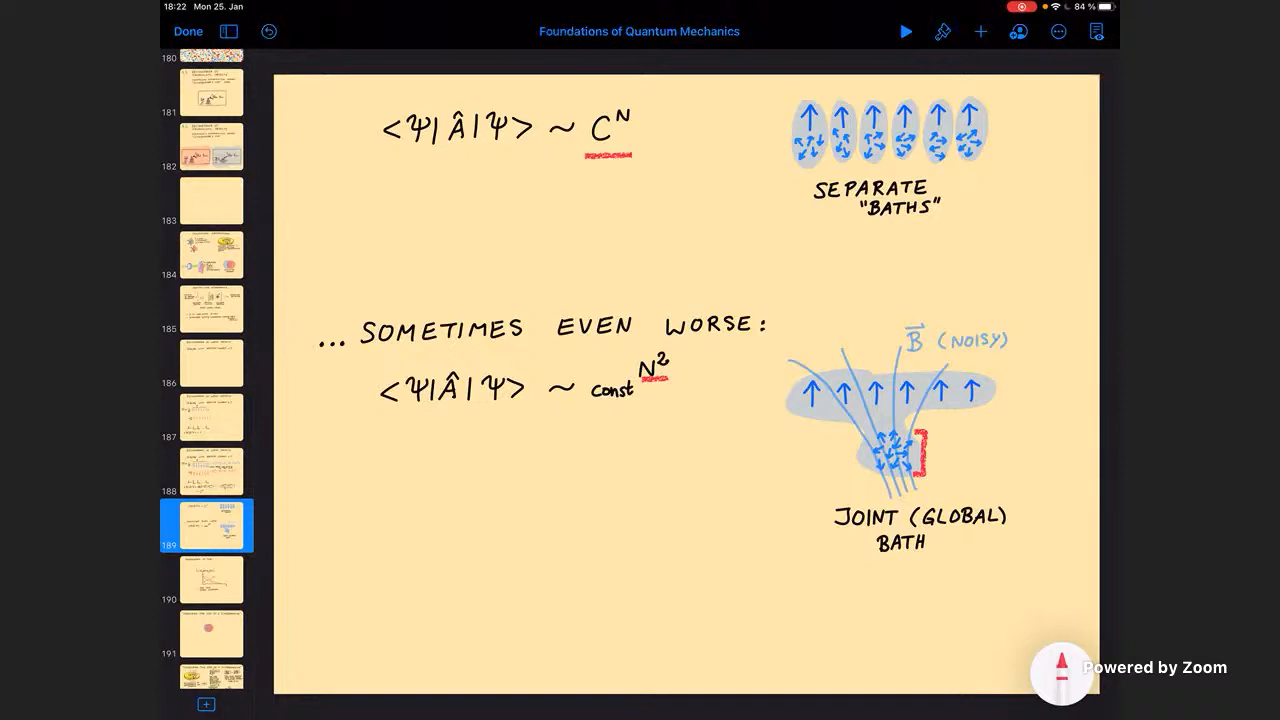 18:22 Mon 25. Jan
84 %
Done
Foundations of Quantum Mechanics
180
181
182
183
184
185
186
187
188
189
190
191
<Ψ| Â |Ψ> ~ C^N
SEPARATE
"BATHS"
... SOMETIMES EVEN WORSE:
<Ψ|Â|Ψ> ~ const^N²
B⃗ (NOISY)
JOINT (GLOBAL)
BATH
Powered by Zoom